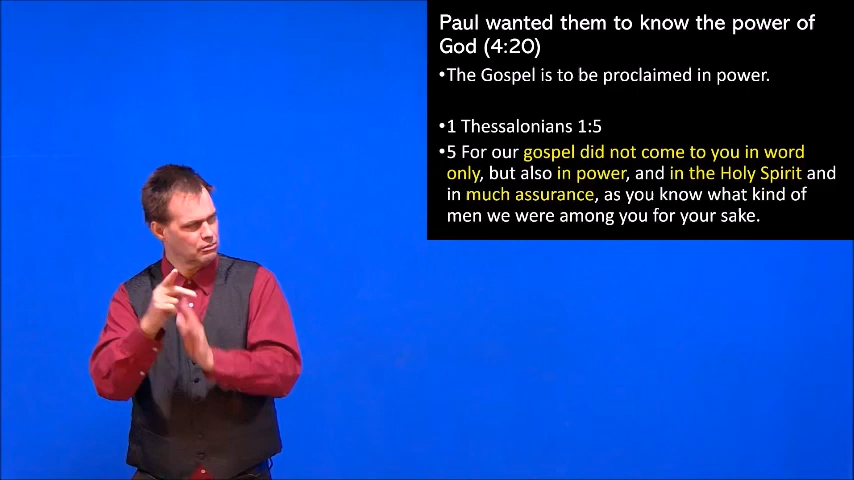 Paul wanted them to know the power of
God (4:20)
•The Gospel is to be proclaimed in power.
•1 Thessalonians 1:5
•5 For our gospel did not come to you in word
only, but also in power, and in the Holy Spirit and
in much assurance, as you know what kind of
men we were among you for your sake.